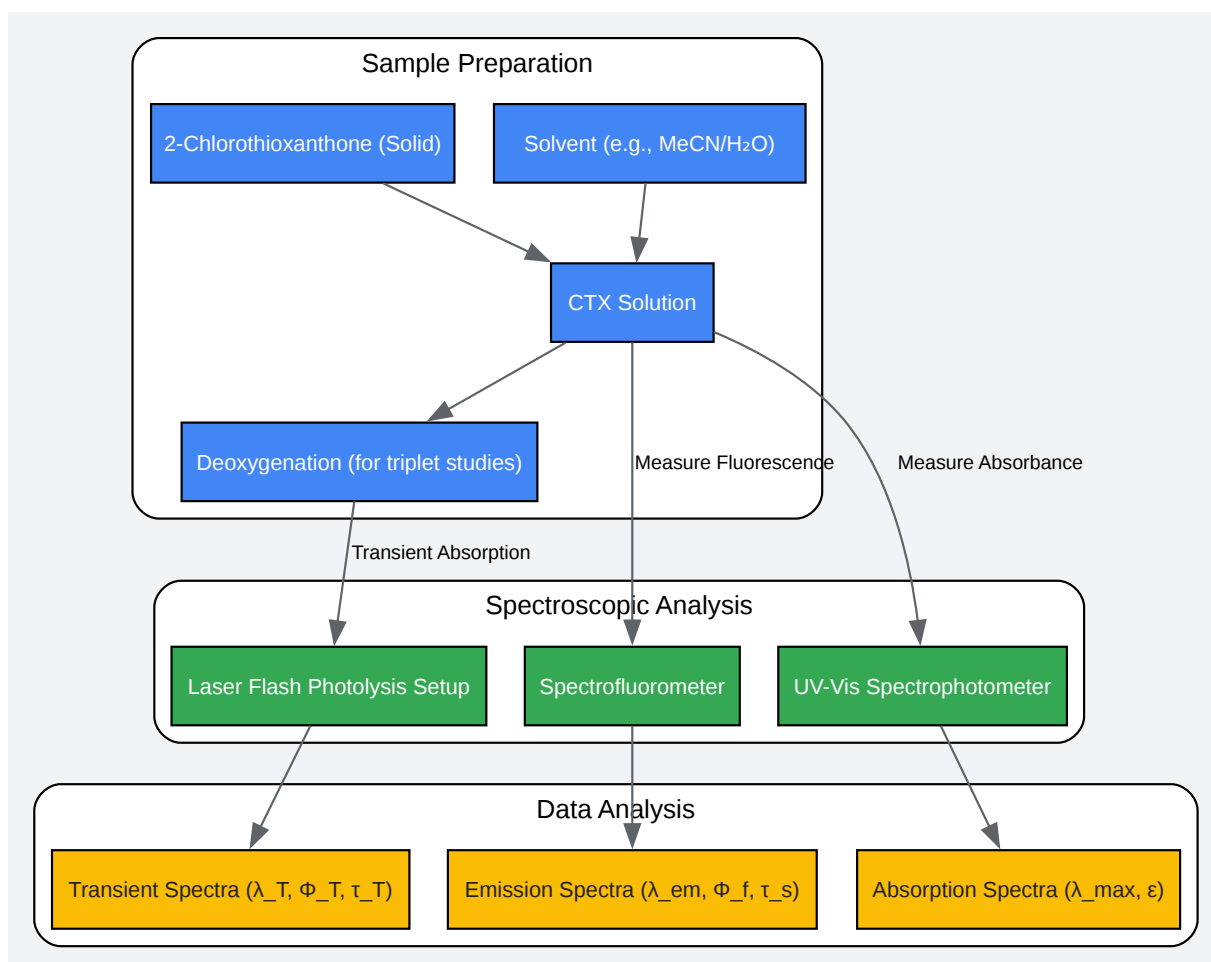 Sample Preparation
2-Chlorothioxanthone (Solid)
Solvent (e.g., MeCN/H₂O)
CTX Solution
Deoxygenation (for triplet studies)
Measure Fluorescence
Measure Absorbance
Transient Absorption
Spectroscopic Analysis
Laser Flash Photolysis Setup
Spectrofluorometer
UV-Vis Spectrophotometer
Data Analysis
Transient Spectra (λ_T, Φ_T, τ_T)
Emission Spectra (λ_em, Φ_f, τ_s)
Absorption Spectra (λ_max, ε)